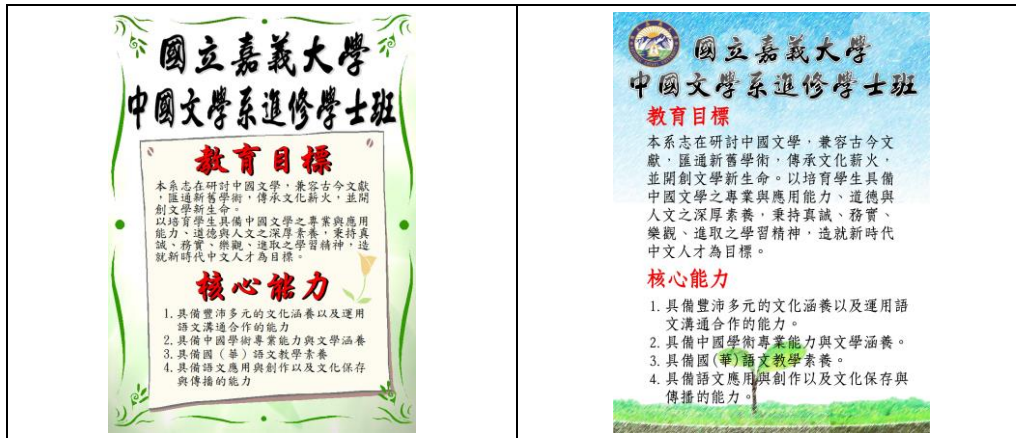 國立嘉義大學
中國文學系進修學士班
教育目標
本系志在研討中國文學，兼容古今文獻
，匯通新舊學術，傳承文化薪火，並開
創文學新生命。
以培育學生具備中國文學之專業與應用
能力、道德與人文之深厚素養，秉持真
誠、務實、樂觀、進取之學習精神，造
就新時代中文人才為目標。
核心能力
1.具備豐沛多元的文化涵養以及運用
語文溝通合作的能力
2.具備中國學術專業能力與文學涵養
3.具備國（華）語文教學素養
4.具備語文應用與創作以及文化保存
與傳播的能力
國立嘉義大學
中國文學系進修學士班
教育目標
本系志在研討中國文學，兼容古今文
獻，匯通新舊學術，傳承文化薪火，
並開創文學新生命。以培育學生具備
中國文學之專業與應用能力、道德與
人文之深厚素養，秉持真誠、務實、
樂觀、進取之學習精神，造就新時代
中文人才為目標。
核心能力
1. 具備豐沛多元的文化涵養以及運用語
文溝通合作的能力。
2. 具備中國學術專業能力與文學涵養。
3. 具備國(華)語文教學素養。
4. 具備語文應用與創作以及文化保存與
傳播的能力。